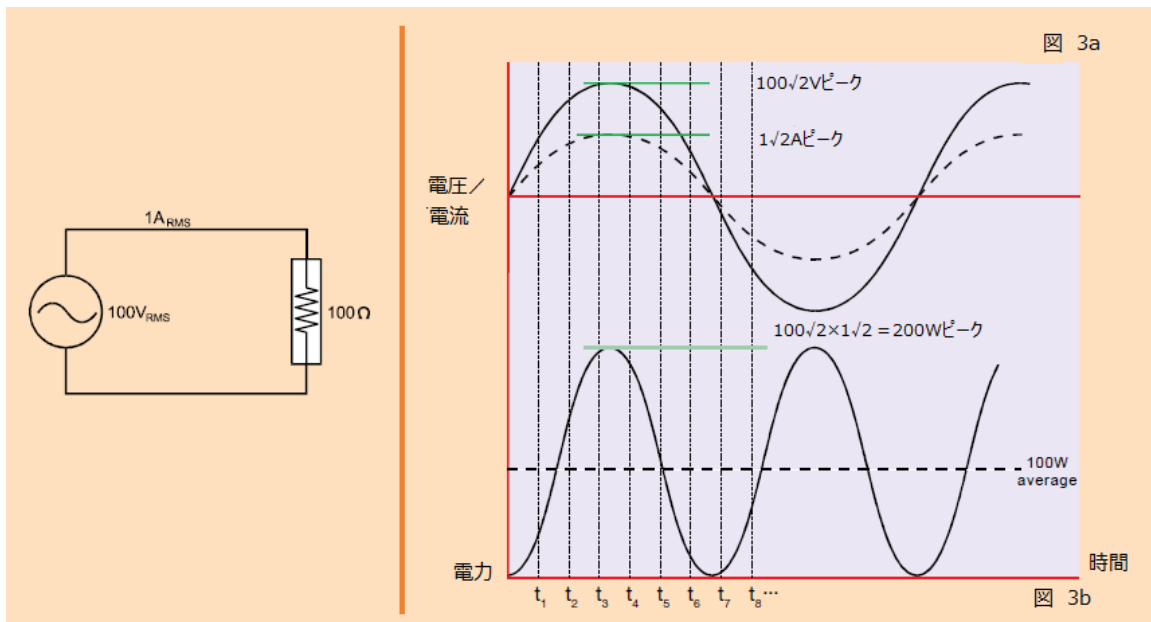 図 3a
100√2Vピーク
1√2Aピーク
電圧／
電流
1ARMS
100VRMS
100Ω
100√2×1√2＝200Wピーク
100W
average
電力
時間
t1 t2 t3 t4 t5 t6 t7 t8…
図 3b